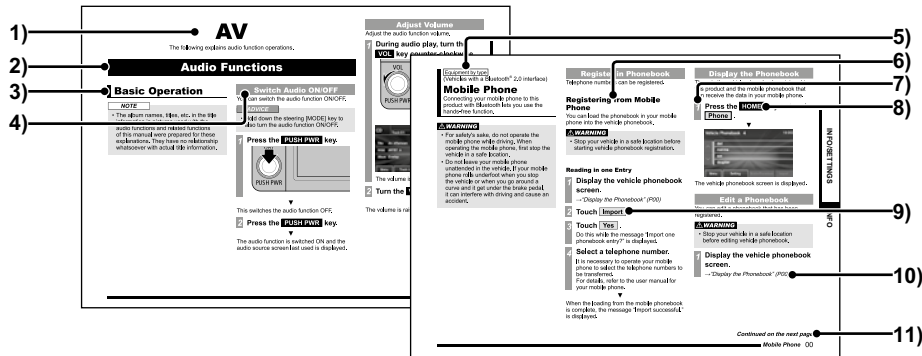 1)
AV
The following explains audio function operations.
2)
Audio Functions
3)
Basic Operation
NOTE
• The album names, titles, etc. in the title
audio functions and related functions
of this manual were prepared for these
explanations. They have no relationship
whatsoever with actual title information.
4)
Switch Audio ON/OFF
can switch the audio function ON/OFF.
ADVICE
Hold down the steering [MODE] key to
also turn the audio function ON/OFF.
1 Press the PUSH PWR key.
VOL
PUSH PWR
This switches the audio function OFF.
2 Press the PUSH PWR key.
The audio function is switched ON and the
audio source screen last used is displayed.
Adjust Volume
Adjust the audio function volume.
1 During audio play, turn the
VOL key counter-clockwise
VOL
PUSH PWR
The volume is
2 Turn the
The volume is rai
5)
Equipment by type
(Vehicles with a Bluetooth® 2.0 interface)
Mobile Phone
Connecting your mobile phone to this
product with Bluetooth lets you use the
hands-free function.
WARNING
• For safety's sake, do not operate the
mobile phone while driving. When
operating the mobile phone, first stop the
vehicle in a safe location.
• Do not leave your mobile phone
unattended in the vehicle. If your mobile
phone rolls underfoot when you stop
the vehicle or when you go around a
curve and it get under the brake pedal,
it can interfere with driving and cause an
accident.
6)
Register in Phonebook
Telephone numbers can be registered.
Registering from Mobile
Phone
You can load the phonebook in your mobile
phone into the vehicle phonebook.
WARNING
• Stop your vehicle in a safe location before
starting vehicle phonebook registration.
Reading in one Entry
1 Display the vehicle phonebook
screen.
→"Display the Phonebook" (P00)
2 Touch Import
9)
3 Touch Yes .
Do this while the message "Import one
phonebook entry?" is displayed.
4 Select a telephone number.
It is necessary to operate your mobile
phone to select the telephone numbers to
be transferred.
For details, refer to the user manual for
your mobile phone.
When the loading from the mobile phonebook
is complete, the message "Import successful."
is displayed.
7)
Display the Phonebook
s product and the mobile phonebook that
n receive the data in your mobile phone.
1 Press the HOME
8)
Phone .
The vehicle phonebook screen is displayed.
Edit a Phonebook
You can edit a phonebook that has been
registered.
WARNING
• Stop your vehicle in a safe location
before editing vehicle phonebook.
1 Display the vehicle phonebook
screen.
→"Display the Phonebook" (P00)
10)
INFO/SETTINGS
INFO
Continued on the next page
11)
Mobile Phone 00